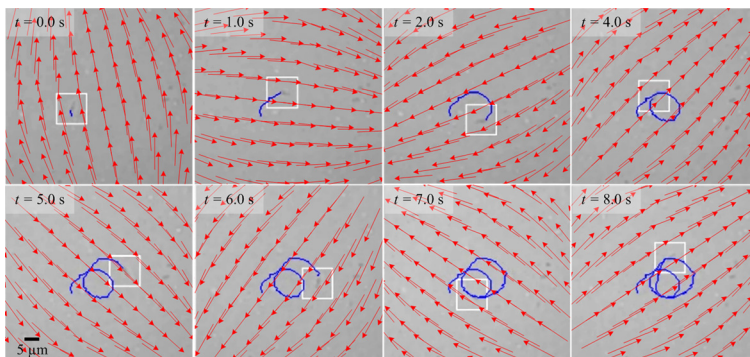 t = 0.0 s
t = 1.0 s
t = 2.0 s
t = 4.0 s
t = 5.0 s
t = 6.0 s
t = 7.0 s
t = 8.0 s
5 µm